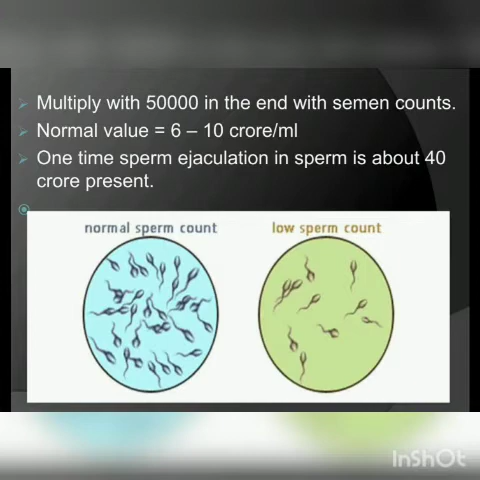 Multiply with 50000 in the end with semen counts.
Normal value = 6 – 10 crore/ml
One time sperm ejaculation in sperm is about 40
crore present.
normal sperm count
low sperm count
InShOt